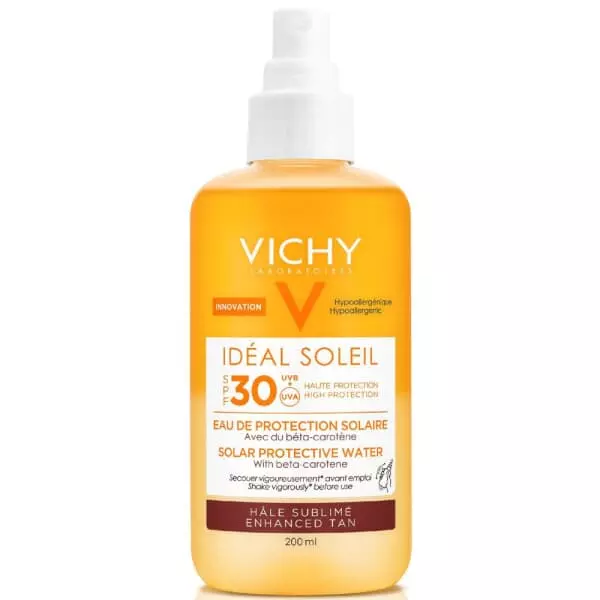 VICHY
LABORATOIRES
INNOVATION
Hypoallergénique
Hypoallergenic
IDÉAL SOLEIL
SPF 30 UVB + UVA HAUTE PROTECTION
HIGH PROTECTION
EAU DE PROTECTION SOLAIRE
Avec du bêta-carotène
SOLAR PROTECTIVE WATER
With beta-carotene
Secouer vigoureusement* avant emploi
Shake vigorously* before use
HÂLE SUBLIMÉ
ENHANCED TAN
200 ml